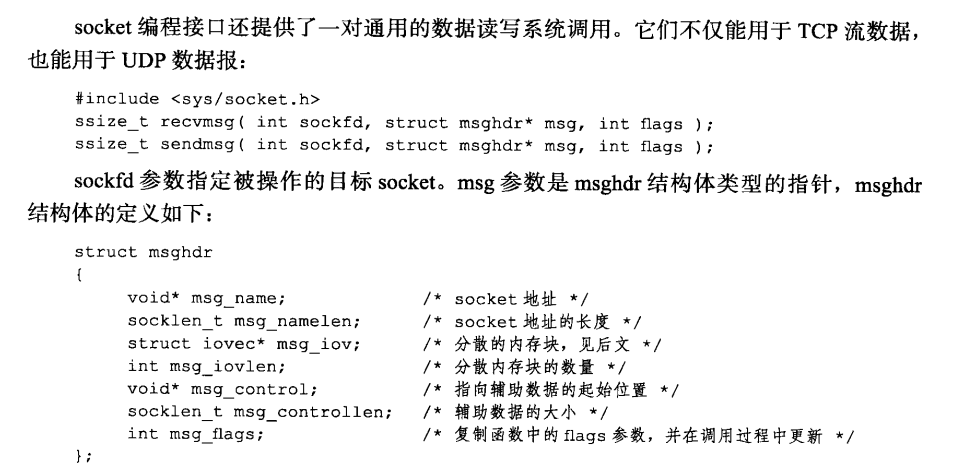 socket 编程接口还提供了一对通用的数据读写系统调用。它们不仅能用于 TCP 流数据，
也能用于 UDP 数据报：
#include <sys/socket.h>
ssize_t recvmsg( int sockfd, struct msghdr* msg, int flags );
ssize_t sendmsg( int sockfd, struct msghdr* msg, int flags );
sockfd 参数指定被操作的目标 socket。msg 参数是 msghdr 结构体类型的指针，msghdr
结构体的定义如下：
struct msghdr
{
void* msg_name; /* socket 地址 */
socklen_t msg_namelen; /* socket 地址的长度 */
struct iovec* msg_iov; /* 分散的内存块，见后文 */
int msg_iovlen; /* 分散内存块的数量 */
void* msg_control; /* 指向辅助数据的起始位置 */
socklen_t msg_controllen; /* 辅助数据的大小 */
int msg_flags; /* 复制函数中的 flags 参数，并在调用过程中更新 */
};